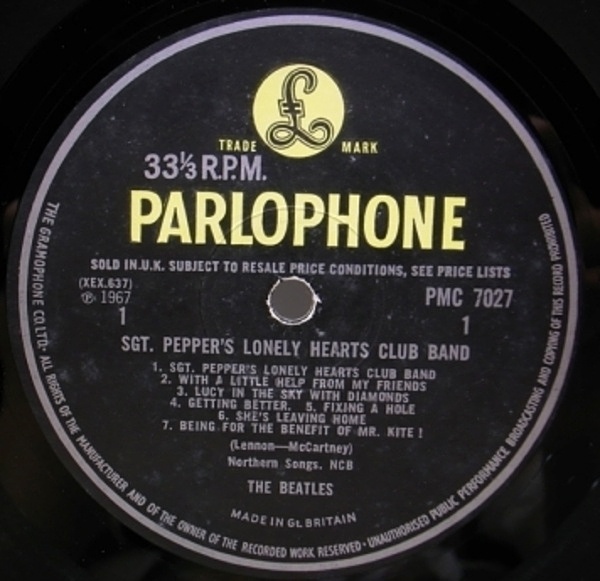 £
TRADE MARK
33⅓ R.P.M.
PARLOPHONE
SOLD IN U.K. SUBJECT TO RESALE PRICE CONDITIONS, SEE PRICE LISTS
(XEX.637)
℗ 1967
1
PMC 7027
1
SGT. PEPPER'S LONELY HEARTS CLUB BAND
1. SGT. PEPPER'S LONELY HEARTS CLUB BAND
2. WITH A LITTLE HELP FROM MY FRIENDS
3. LUCY IN THE SKY WITH DIAMONDS
4. GETTING BETTER. 5. FIXING A HOLE
6. SHE'S LEAVING HOME
7. BEING FOR THE BENEFIT OF MR. KITE !
(Lennon—McCartney)
Northern Songs. NCB
THE BEATLES
MADE IN GT. BRITAIN
THE GRAMOPHONE CO. LTD. ALL RIGHTS OF THE MANUFACTURER AND OF THE OWNER OF THE RECORDED WORK RESERVED · UNAUTHORISED PUBLIC PERFORMANCE BROADCASTING AND COPYING OF THIS RECORD PROHIBITED